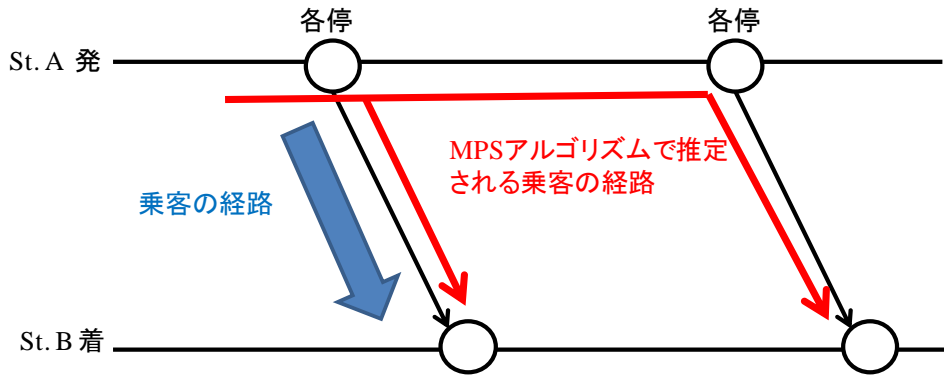 各停
各停
St. A 発
MPSアルゴリズムで推定
される乗客の経路
乗客の経路
St. B 着